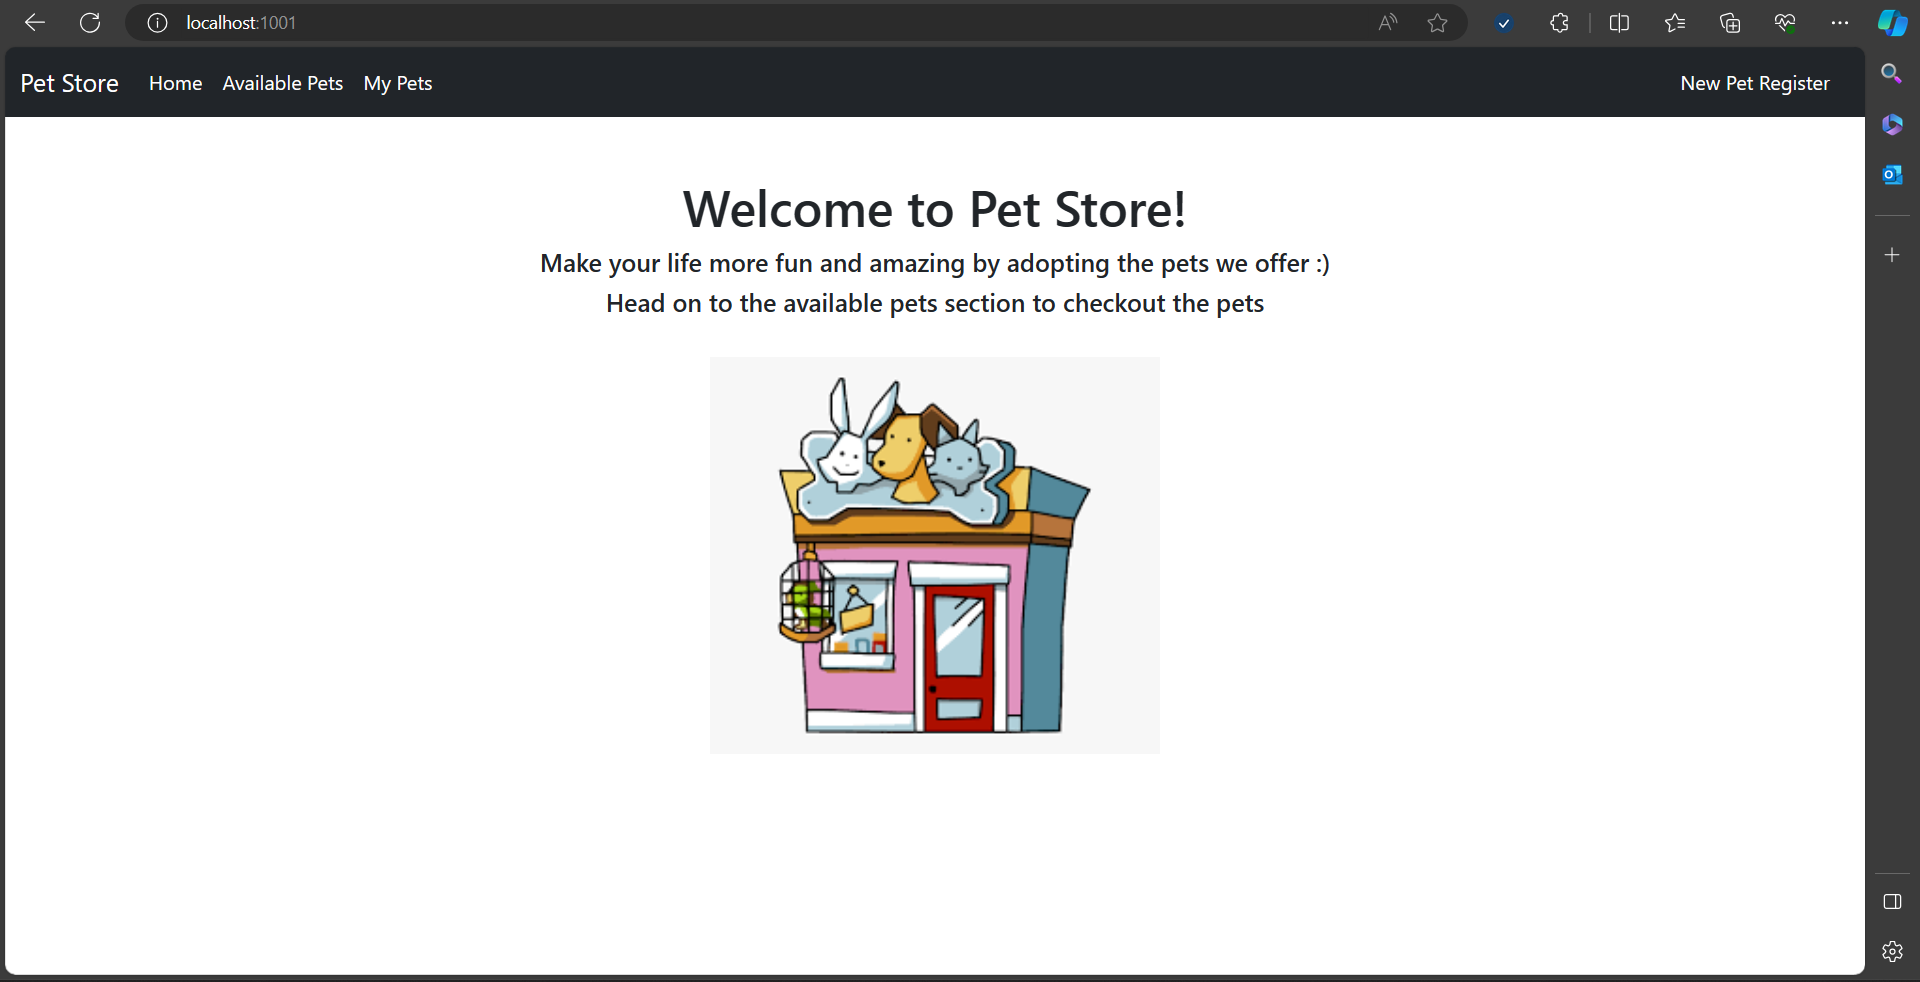 localhost:1001
Pet Store Home Available Pets My Pets New Pet Register
Welcome to Pet Store!
Make your life more fun and amazing by adopting the pets we offer :)
Head on to the available pets section to checkout the pets